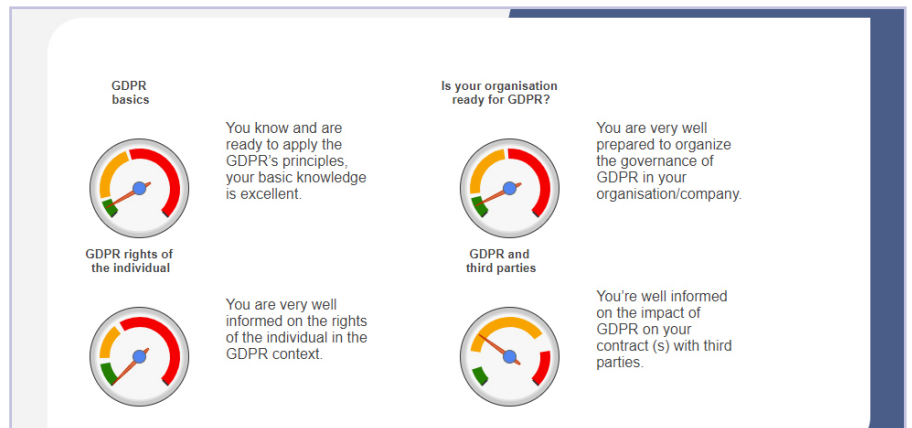 GDPR
basics
You know and are
ready to apply the
GDPR's principles,
your basic knowledge
is excellent.
Is your organisation
ready for GDPR?
You are very well
prepared to organize
the governance of
GDPR in your
organisation/company.
GDPR rights of
the individual
You are very well
informed on the rights
of the individual in the
GDPR context.
GDPR and
third parties
You're well informed
on the impact of
GDPR on your
contract (s) with third
parties.